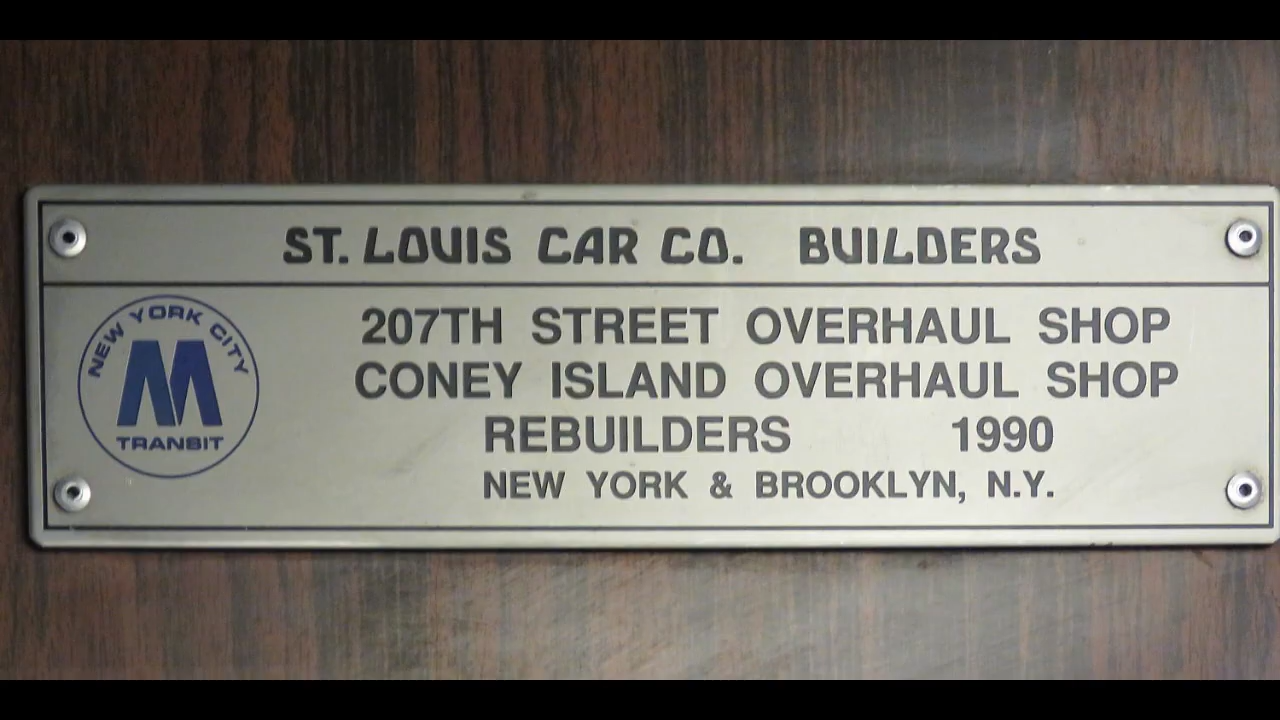 ST. LOUIS CAR CO. BUILDERS
NEW YORK CITY
M
TRANSIT
207TH STREET OVERHAUL SHOP
CONEY ISLAND OVERHAUL SHOP
REBUILDERS 1990
NEW YORK & BROOKLYN, N.Y.